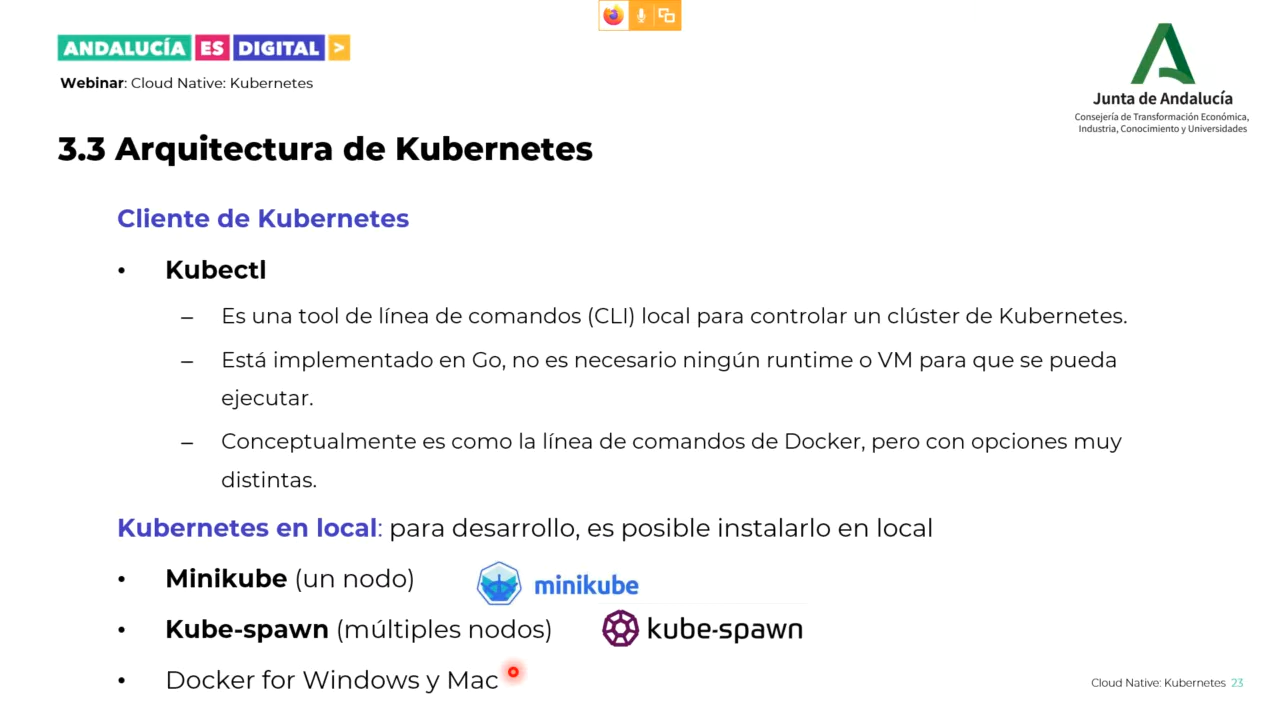 ANDALUCÍA ES DIGITAL >
Webinar: Cloud Native: Kubernetes
Junta de Andalucía
Consejería de Transformación Económica,
Industria, Conocimiento y Universidades
3.3 Arquitectura de Kubernetes
Cliente de Kubernetes
• Kubectl
– Es una tool de línea de comandos (CLI) local para controlar un clúster de Kubernetes.
– Está implementado en Go, no es necesario ningún runtime o VM para que se pueda
ejecutar.
– Conceptualmente es como la línea de comandos de Docker, pero con opciones muy
distintas.
Kubernetes en local: para desarrollo, es posible instalarlo en local
• Minikube (un nodo) minikube
• Kube-spawn (múltiples nodos) kube-spawn
• Docker for Windows y Mac
Cloud Native: Kubernetes 23